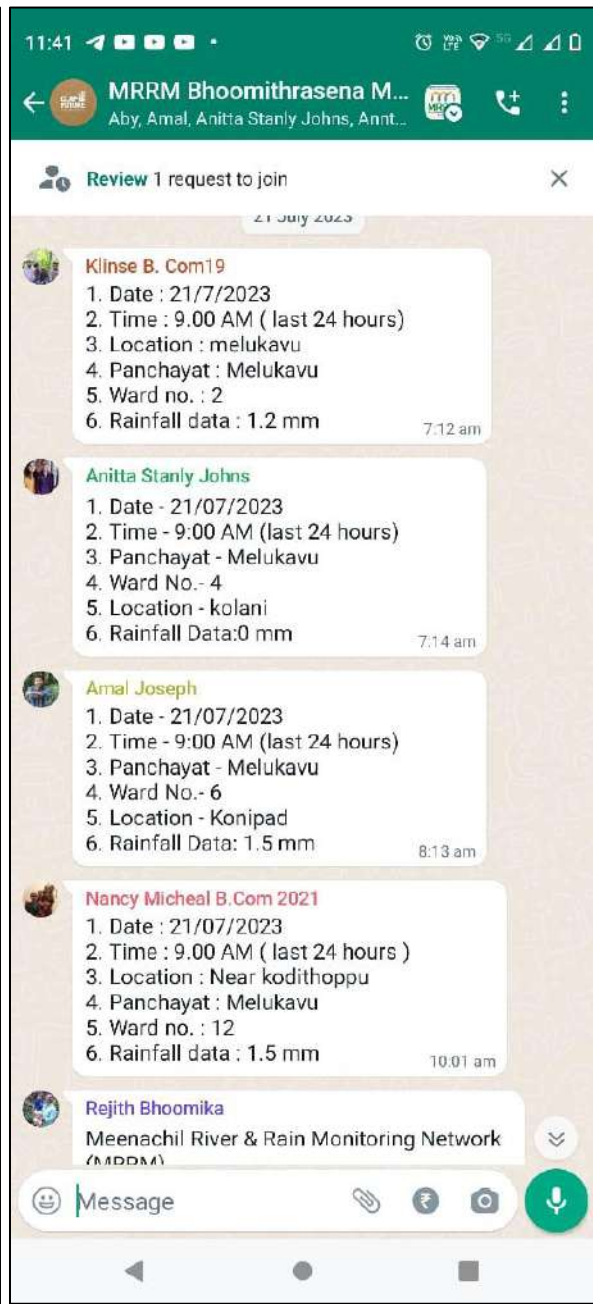 11:41
5G
MRRM Bhoomithrasena M...
Aby, Amal, Anitta Stanly Johns, Annt...
Review 1 request to join
21 July 2023
Klinse B. Com19
1. Date : 21/7/2023
2. Time : 9.00 AM ( last 24 hours)
3. Location : melukavu
4. Panchayat : Melukavu
5. Ward no. : 2
6. Rainfall data : 1.2 mm
7:12 am
Anitta Stanly Johns
1. Date - 21/07/2023
2. Time - 9:00 AM (last 24 hours)
3. Panchayat - Melukavu
4. Ward No.- 4
5. Location - kolani
6. Rainfall Data:0 mm
7:14 am
Amal Joseph
1. Date - 21/07/2023
2. Time - 9:00 AM (last 24 hours)
3. Panchayat - Melukavu
4. Ward No.- 6
5. Location - Konipad
6. Rainfall Data: 1.5 mm
8:13 am
Nancy Micheal B.Com 2021
1. Date : 21/07/2023
2. Time : 9.00 AM ( last 24 hours )
3. Location : Near kodithoppu
4. Panchayat : Melukavu
5. Ward no. : 12
6. Rainfall data : 1.5 mm
10:01 am
Rejith Bhoomika
Meenachil River & Rain Monitoring Network
(MRRM)
Message